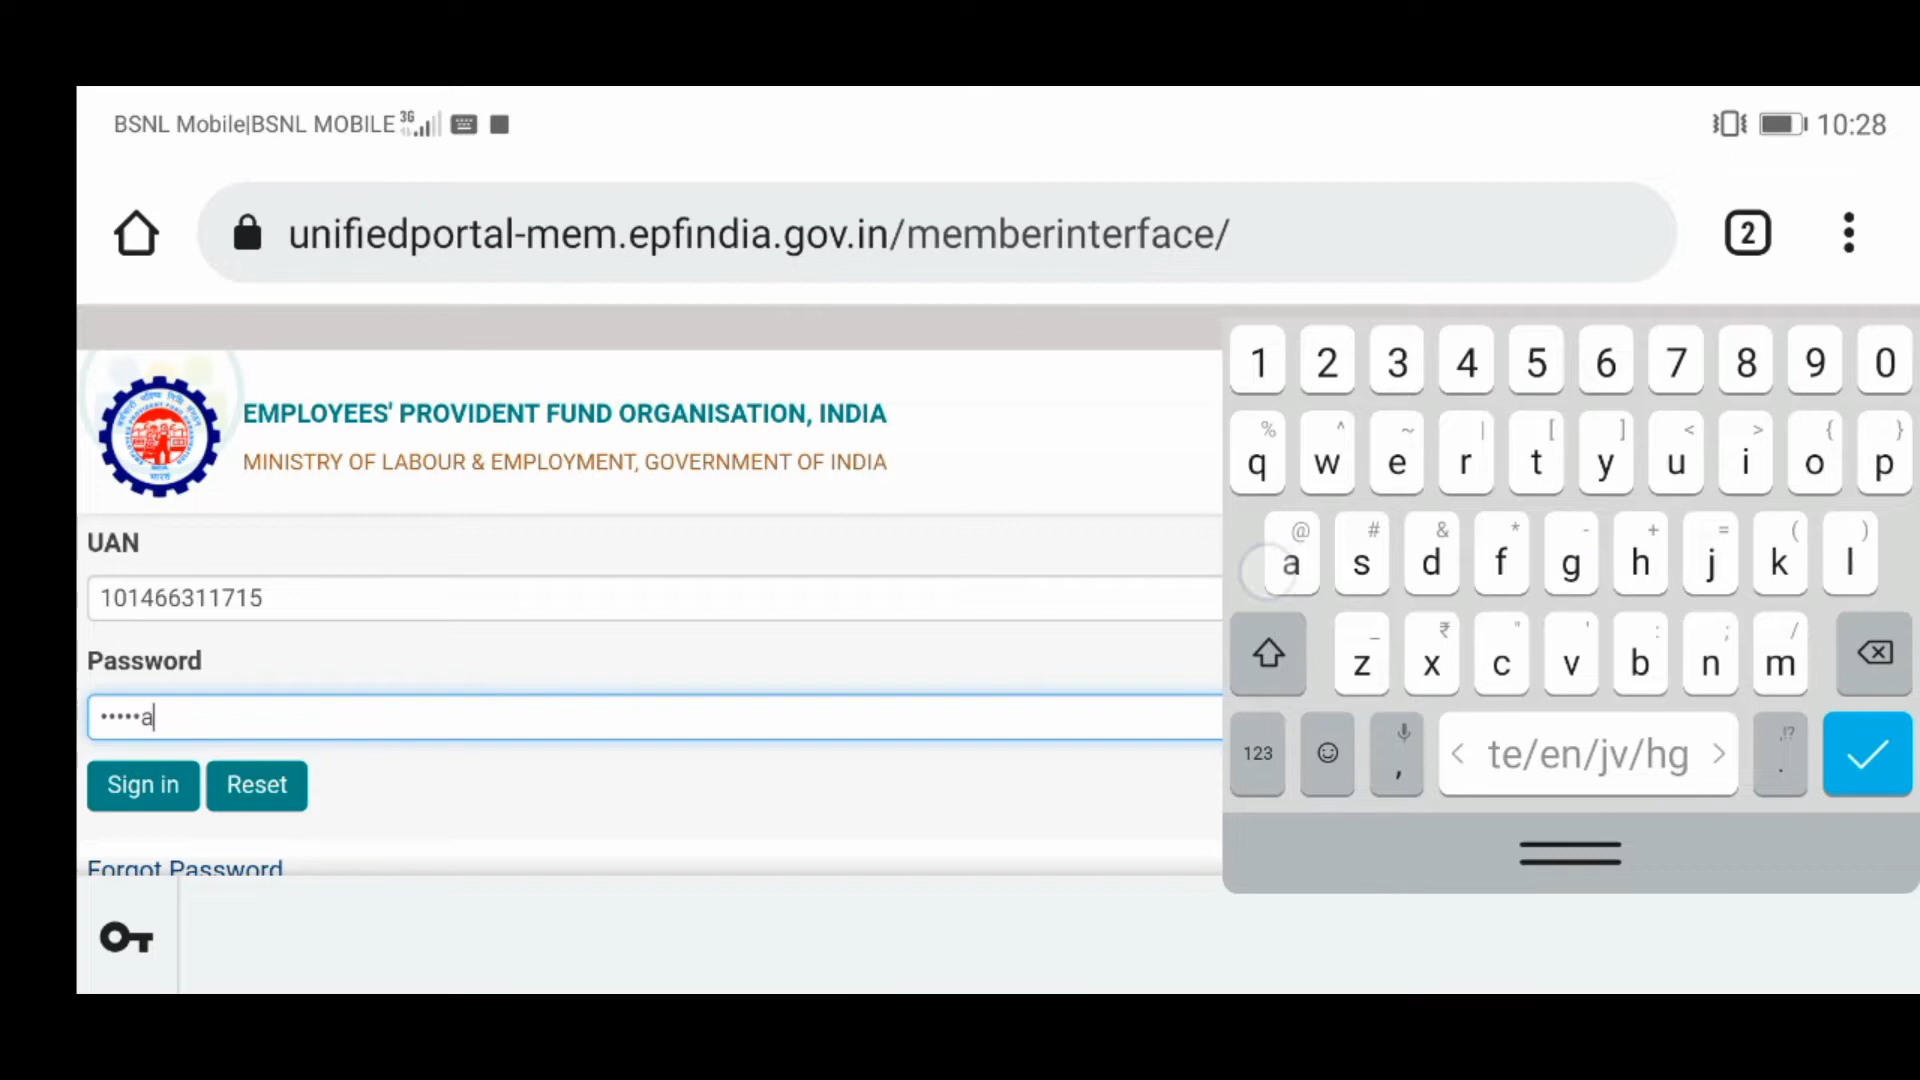 BSNL Mobile|BSNL MOBILE 3G 10:28
unifiedportal-mem.epfindia.gov.in/memberinterface/ 2
EMPLOYEES' PROVIDENT FUND ORGANISATION, INDIA
MINISTRY OF LABOUR & EMPLOYMENT, GOVERNMENT OF INDIA
UAN
101466311715
Password
•••••a
Sign in Reset
Forgot Password
1 2 3 4 5 6 7 8 9 0
% ^ ~ | [ ] < > { }
q w e r t y u i o p
@ # & * - + = ( )
a s d f g h j k l
_ ₹ " ' : ; /
z x c v b n m
,!?
123 , < te/en/jv/hg > .